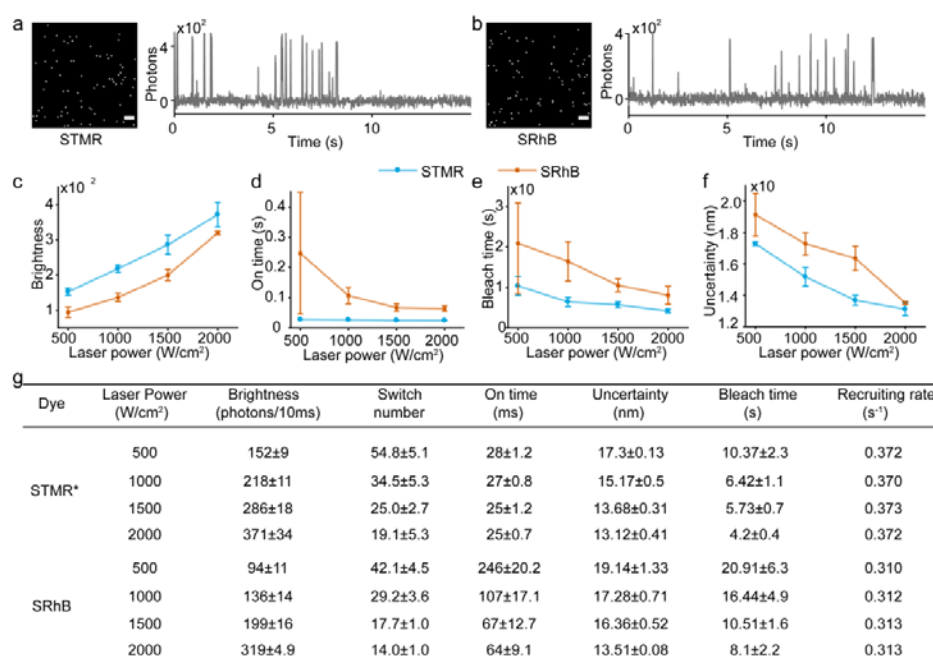 a
b
×10²
×10²
Photons
4
0
Photons
4
0
STMR
0 5 10
Time (s)
SRhB
0 5 10
Time (s)
STMR SRhB
c
d
e
f
×10 ²
Brightness
4
3
2
1
500 1000 1500 2000
Laser power (W/cm²)
On time (s)
0.5
0.4
0.3
0.2
0.1
0
500 1000 1500 2000
Laser power (W/cm²)
×10
Bleach time (s)
3
2
1
0
500 1000 1500 2000
Laser power (W/cm²)
×10
Uncertainty (nm)
2.0
1.8
1.6
1.4
1.2
500 1000 1500 2000
Laser power (W/cm²)
g
Dye Laser Power (W/cm²) Brightness (photons/10ms) Switch number On time (ms) Uncertainty (nm) Bleach time (s) Recruiting rate (s⁻¹)
STMR*
500 152±9 54.8±5.1 28±1.2 17.3±0.13 10.37±2.3 0.372
1000 218±11 34.5±5.3 27±0.8 15.17±0.5 6.42±1.1 0.370
1500 286±18 25.0±2.7 25±1.2 13.68±0.31 5.73±0.7 0.373
2000 371±34 19.1±5.3 25±0.7 13.12±0.41 4.2±0.4 0.372
SRhB
500 94±11 42.1±4.5 246±20.2 19.14±1.33 20.91±6.3 0.310
1000 136±14 29.2±3.6 107±17.1 17.28±0.71 16.44±4.9 0.312
1500 199±16 17.7±1.0 67±12.7 16.36±0.52 10.51±1.6 0.313
2000 319±4.9 14.0±1.0 64±9.1 13.51±0.08 8.1±2.2 0.313